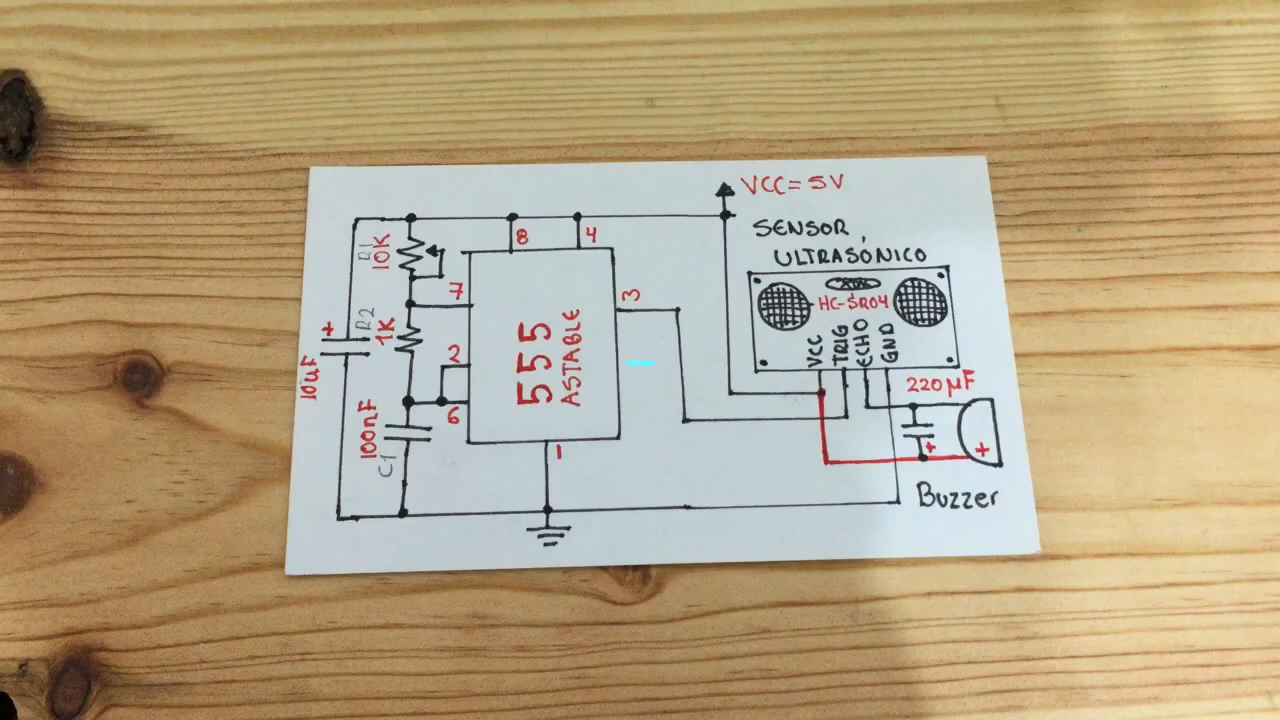 VCC = 5V
SENSOR
ULTRASÓNICO
HC-SR04
VCC
TRIG
ECHO
GND
220µF
Buzzer
+
+
8
4
7
3
2
6
1
555
ASTABLE
R1
10K
R2
1K
+
10uF
100nF
C1